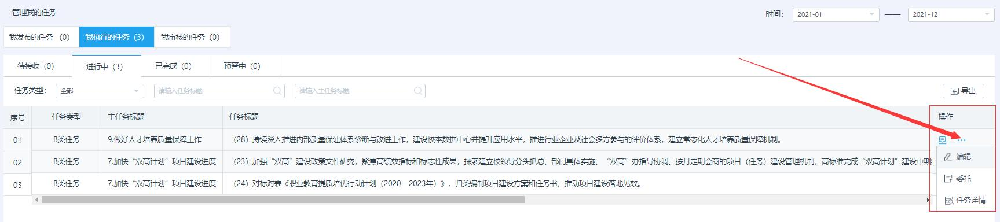 管理我的任务
时间： 2021-01 —— 2021-12
我发布的任务 （0） 我执行的任务（3） 我审核的任务（0）
待接收（0） 进行中（3） 已完成（0） 预警中（0）
任务类型： 全部 请输入任务标题 请输入主任务标题 导出
序号 任务类型 主任务标题 任务标题 操作
01 B类任务 9.做好人才培养质量保障工作 （28）持续深入推进内部质量保证体系诊断与改进工作，建设校本数据中心并提升应用水平，推进行业企业及社会多方参与的评价体系，建立常态化人才培养质量保障机制。
02 B类任务 7.加快“双高计划”项目建设进度 （23）加强“双高”建设政策文件研究，聚焦高绩效指标和标志性成果，探索建立校领导分头抓总、部门具体实施、“双高”办指导协调、按月定期会商的项目（任务）建设管理机制，高标准完成“双高计划”建设中期
03 B类任务 7.加快“双高计划”项目建设进度 （24）对标对表《职业教育提质培优行动计划（2020—2023年）》，归类编制项目建设方案和任务书，推动项目建设落地见效。
编辑
委托
任务详情